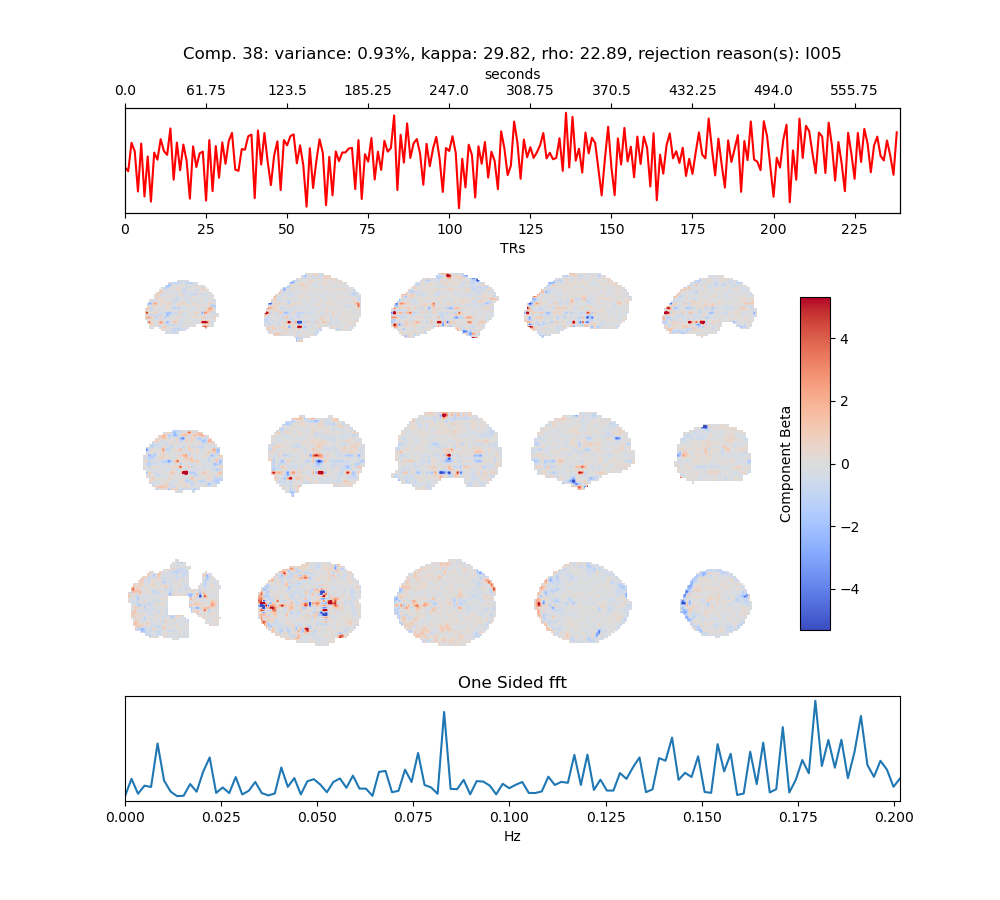 Comp. 38: variance: 0.93%, kappa: 29.82, rho: 22.89, rejection reason(s): I005
seconds
0.0 61.75 123.5 185.25 247.0 308.75 370.5 432.25 494.0 555.75
0 25 50 75 100 125 150 175 200 225
TRs
4
2
0
−2
−4
Component Beta
One Sided fft
0.000 0.025 0.050 0.075 0.100 0.125 0.150 0.175 0.200
Hz